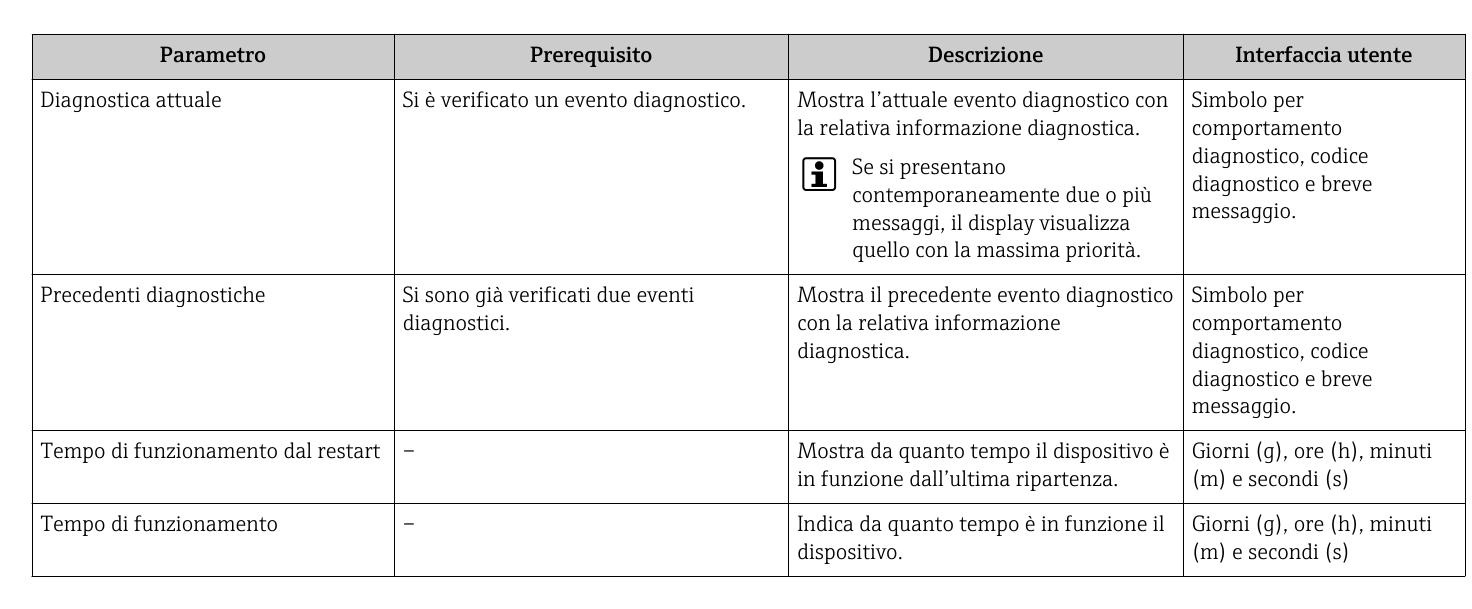 Parametro
Prerequisito
Descrizione
Interfaccia utente
Diagnostica attuale
Si è verificato un evento diagnostico.
Mostra l’attuale evento diagnostico con
la relativa informazione diagnostica.
Se si presentano
contemporaneamente due o più
messaggi, il display visualizza
quello con la massima priorità.
Simbolo per
comportamento
diagnostico, codice
diagnostico e breve
messaggio.
Precedenti diagnostiche
Si sono già verificati due eventi
diagnostici.
Mostra il precedente evento diagnostico
con la relativa informazione
diagnostica.
Simbolo per
comportamento
diagnostico, codice
diagnostico e breve
messaggio.
Tempo di funzionamento dal restart
–
Mostra da quanto tempo il dispositivo è
in funzione dall’ultima ripartenza.
Giorni (g), ore (h), minuti
(m) e secondi (s)
Tempo di funzionamento
–
Indica da quanto tempo è in funzione il
dispositivo.
Giorni (g), ore (h), minuti
(m) e secondi (s)